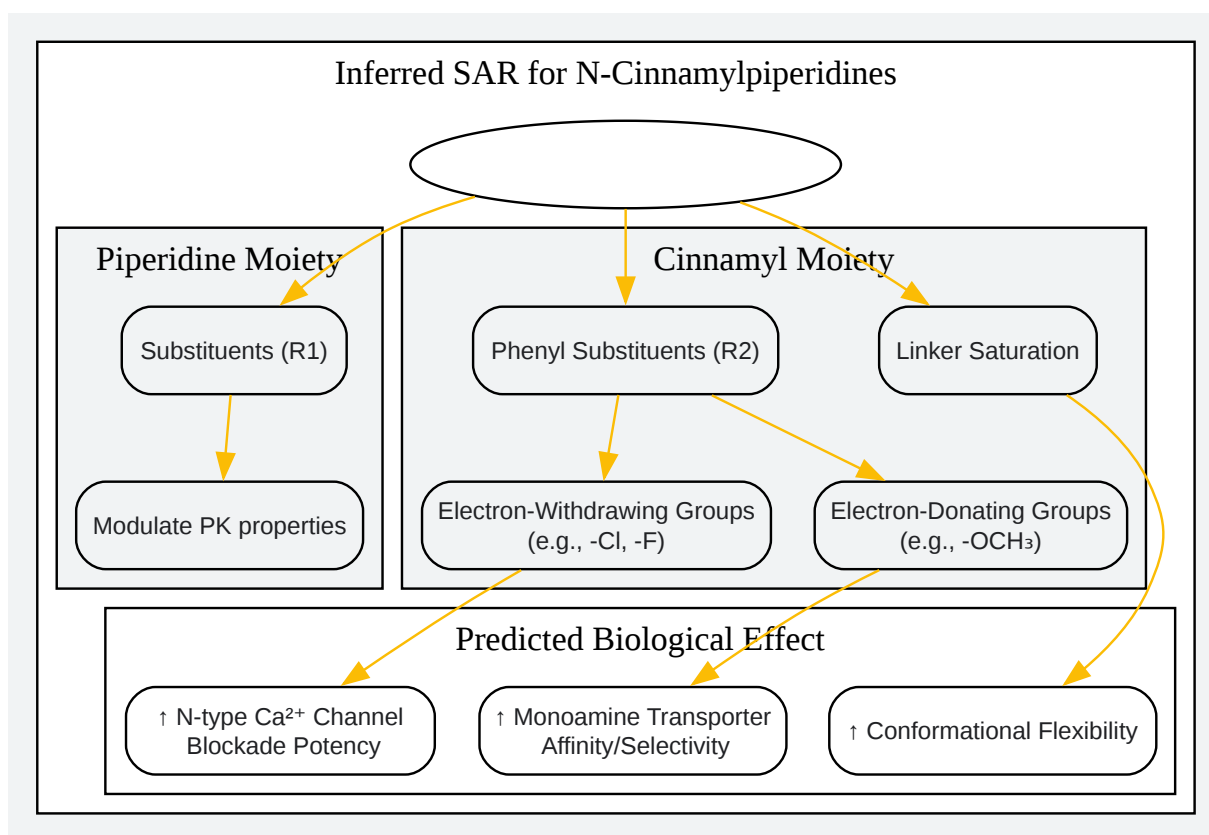 Inferred SAR for N-Cinnamylpiperidines
Piperidine Moiety
Cinnamyl Moiety
Substituents (R1)
Phenyl Substituents (R2)
Linker Saturation
Modulate PK properties
Electron-Withdrawing Groups
(e.g., -Cl, -F)
Electron-Donating Groups
(e.g., -OCH₃)
Predicted Biological Effect
↑ N-type Ca²⁺ Channel
Blockade Potency
↑ Monoamine Transporter
Affinity/Selectivity
↑ Conformational Flexibility